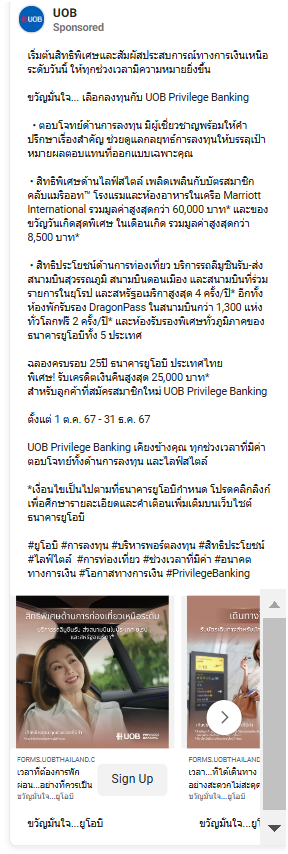 UOB
Sponsored
เริ่มต้นสิทธิพิเศษและสัมผัสประสบการณ์ทางการเงินเหนือ
ระดับวันนี้ ให้ทุกช่วงเวลามีความหมายยิ่งขึ้น
ขวัญมั่นใจ... เลือกลงทุนกับ UOB Privilege Banking
• ตอบโจทย์ด้านการลงทุน มีผู้เชี่ยวชาญพร้อมให้คำ
ปรึกษาเรื่องสำคัญ ช่วยดูแลกลยุทธ์การลงทุนให้บรรลุเป้า
หมายผลตอบแทนที่ออกแบบเฉพาะคุณ
• สิทธิพิเศษด้านไลฟ์สไตล์ เพลิดเพลินกับบัตรสมาชิก
คลับแมริออท™ โรงแรมและห้องอาหารในเครือ Marriott
International รวมมูลค่าสูงสุดกว่า 60,000 บาท* และของ
ขวัญวันเกิดสุดพิเศษ ในเดือนเกิด รวมมูลค่าสูงสุดกว่า
8,500 บาท*
• สิทธิประโยชน์ด้านการท่องเที่ยว บริการรถลีมูซีนรับ-ส่ง
สนามบินสุวรรณภูมิ สนามบินดอนเมือง และสนามบินที่ร่วม
รายการในยุโรป และสหรัฐอเมริกาสูงสุด 4 ครั้ง/ปี* อีกทั้ง
ห้องพักรับรอง DragonPass ในสนามบินกว่า 1,300 แห่ง
ทั่วโลกฟรี 2 ครั้ง/ปี* และห้องรับรองพิเศษทั่วภูมิภาคของ
ธนาคารยูโอบีทั้ง 5 ประเทศ
ฉลองครบรอบ 25ปี ธนาคารยูโอบี ประเทศไทย
พิเศษ! รับเครดิตเงินคืนสูงสุด 25,000 บาท*
สำหรับลูกค้าที่สมัครสมาชิกใหม่ UOB Privilege Banking
ตั้งแต่ 1 ต.ค. 67 - 31 ธ.ค. 67
UOB Privilege Banking เคียงข้างคุณ ทุกช่วงเวลาที่มีค่า
ตอบโจทย์ทั้งด้านการลงทุน และไลฟ์สไตล์
*เงื่อนไขเป็นไปตามที่ธนาคารยูโอบีกำหนด โปรดคลิกลิงก์
เพื่อศึกษารายละเอียดและคำเตือนเพิ่มเติมบนเว็บไซต์
ธนาคารยูโอบี
#ยูโอบี #การลงทุน #บริหารพอร์ตลงทุน #สิทธิประโยชน์
#ไลฟ์สไตล์ #การท่องเที่ยว #ช่วงเวลาที่มีค่า #อนาคต
ทางการเงิน #โอกาสทางการเงิน #PrivilegeBanking
สิทธิพิเศษด้านการท่องเที่ยวเหนือระดับ
UOB
เดินทาง
FORMS.UOBTHAILAND.C
เวลาที่ต้องการพัก
ผ่อน...อย่างที่ควรเป็น
ขวัญมั่นใจ...ยูโอบี
Sign Up
FORMS.UOBTHAILAND.C
เวลา...ที่ได้เดินทาง
อย่างสะดวกไม่สะดุด
ขวัญมั่นใจ...ยูโอบี
ขวัญมั่นใจ...ยูโอบี
ขวัญมั่นใจ...